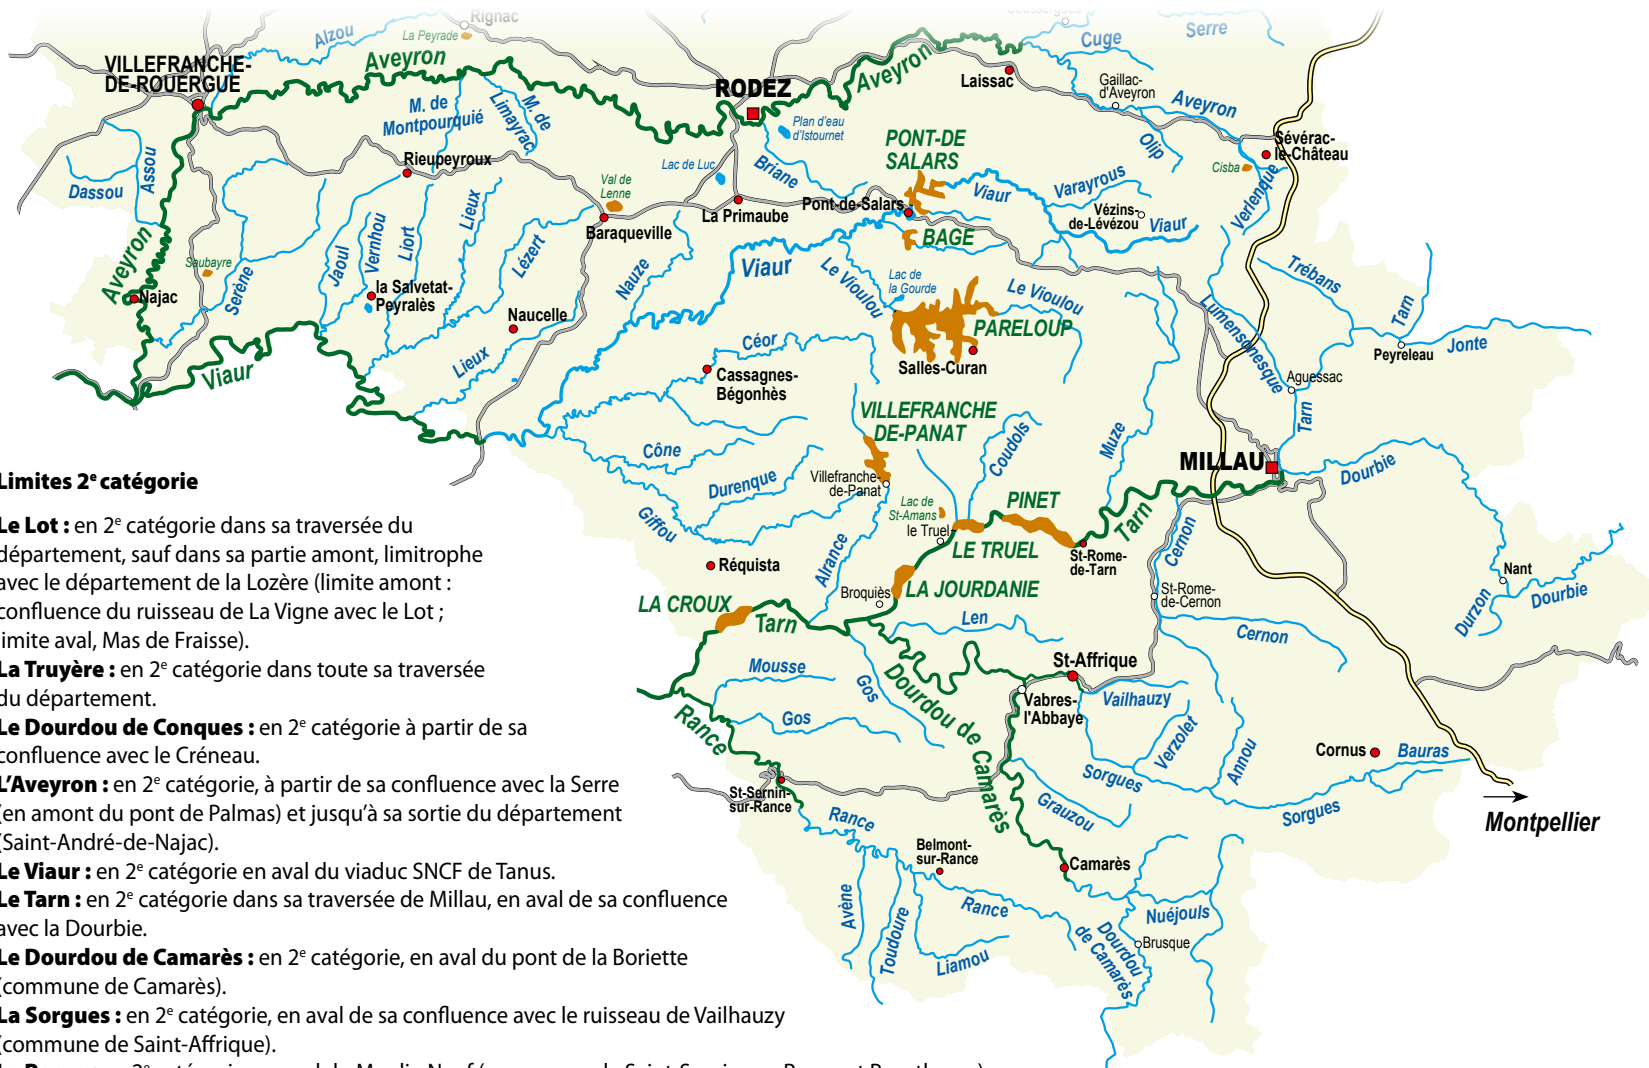 Rignac
La Peyrade
Alzou
Aveyron
VILLEFRANCHE-
DE-ROUERGUE
RODEZ
Aveyron
Laissac
Cuge
Serre
Gaillac-
d'Aveyron
Aveyron
Olip
Sévérac-
le-Château
Cisba
Verlenque
M. de
Montpourquié
M. de
Limayrac
Plan d'eau
d'Istournet
PONT-DE
SALARS
Dassou
Assou
Rieupeyroux
Val de
Lenne
Lac de Luc
Briane
Viaur
Varayrous
Vézins-
de-Lévézou
Viaur
Pont-de-Salars
La Primaube
Baraqueville
BAGE
Aveyron
Saubayre
Najac
Serène
Jaoul
Vernhou
Liort
Lieux
Lézert
la Salvetat-
Peyralès
Naucelle
Nauze
Viaur
Le Vioulou
Lac de
la Gourde
Le Vioulou
PARELOUP
Salles-Curan
Trébans
Tarn
Lumensonesque
Peyreleau
Jonte
Aguessac
Tarn
Viaur
Lieux
Céor
Cassagnes-
Bégonhès
VILLEFRANCHE
DE-PANAT
Coudols
Muze
MILLAU
Dourbie
Cône
Durenque
Giffou
Villefranche-
de-Panat
Lac de
St-Amans
le Truel
PINET
LE TRUEL
Tarn
St-Rome-
de-Tarn
Cernon
Réquista
Alrance
Broquiès
LA JOURDANIE
LA CROUX
Tarn
Len
St-Rome-
de-Cernon
Cernon
Nant
Durzon
Dourbie
Mousse
Gos
Gos
Rance
Dourdou de Camarès
St-Affrique
Vabres-
l'Abbaye
Vailhauzy
Verzolet
Annou
Sorgues
Grauzou
Sorgues
Cornus
Bauras
Montpellier
St-Sernin-
sur-Rance
Rance
Belmont-
sur-Rance
Camarès
Avène
Toudoure
Rance
Liamou
Nuéjouls
Brusque
Dourdou
de Camarès
Limites 2e catégorie
Le Lot : en 2e catégorie dans sa traversée du
département, sauf dans sa partie amont, limitrophe
avec le département de la Lozère (limite amont :
confluence du ruisseau de La Vigne avec le Lot ;
limite aval, Mas de Fraisse).
La Truyère : en 2e catégorie dans toute sa traversée
du département.
Le Dourdou de Conques : en 2e catégorie à partir de sa
confluence avec le Créneau.
L'Aveyron : en 2e catégorie, à partir de sa confluence avec la Serre
(en amont du pont de Palmas) et jusqu'à sa sortie du département
(Saint-André-de-Najac).
Le Viaur : en 2e catégorie en aval du viaduc SNCF de Tanus.
Le Tarn : en 2e catégorie dans sa traversée de Millau, en aval de sa confluence
avec la Dourbie.
Le Dourdou de Camarès : en 2e catégorie, en aval du pont de la Boriette
(commune de Camarès).
La Sorgues : en 2e catégorie, en aval de sa confluence avec le ruisseau de Vailhauzy
(commune de Saint-Affrique).